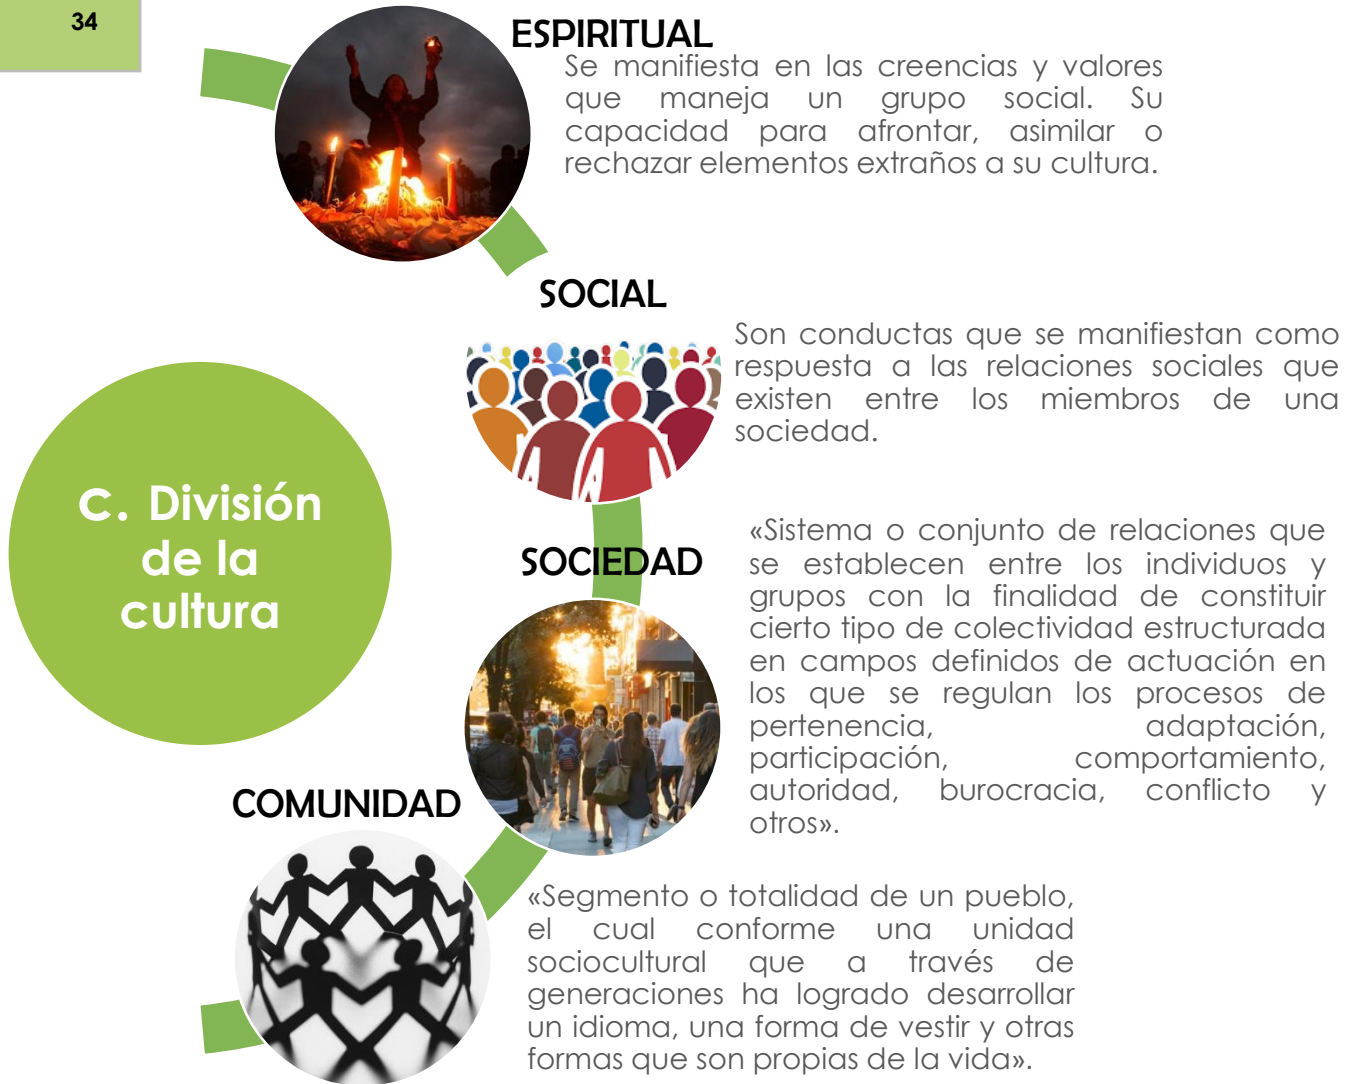 34
ESPIRITUAL
Se manifiesta en las creencias y valores
que maneja un grupo social. Su
capacidad para afrontar, asimilar o
rechazar elementos extraños a su cultura.
SOCIAL
Son conductas que se manifiestan como
respuesta a las relaciones sociales que
existen entre los miembros de una
sociedad.
C. División
de la
cultura
SOCIEDAD
«Sistema o conjunto de relaciones que
se establecen entre los individuos y
grupos con la finalidad de constituir
cierto tipo de colectividad estructurada
en campos definidos de actuación en
los que se regulan los procesos de
pertenencia, adaptación,
participación, comportamiento,
autoridad, burocracia, conflicto y
otros».
COMUNIDAD
«Segmento o totalidad de un pueblo,
el cual conforme una unidad
sociocultural que a través de
generaciones ha logrado desarrollar
un idioma, una forma de vestir y otras
formas que son propias de la vida».